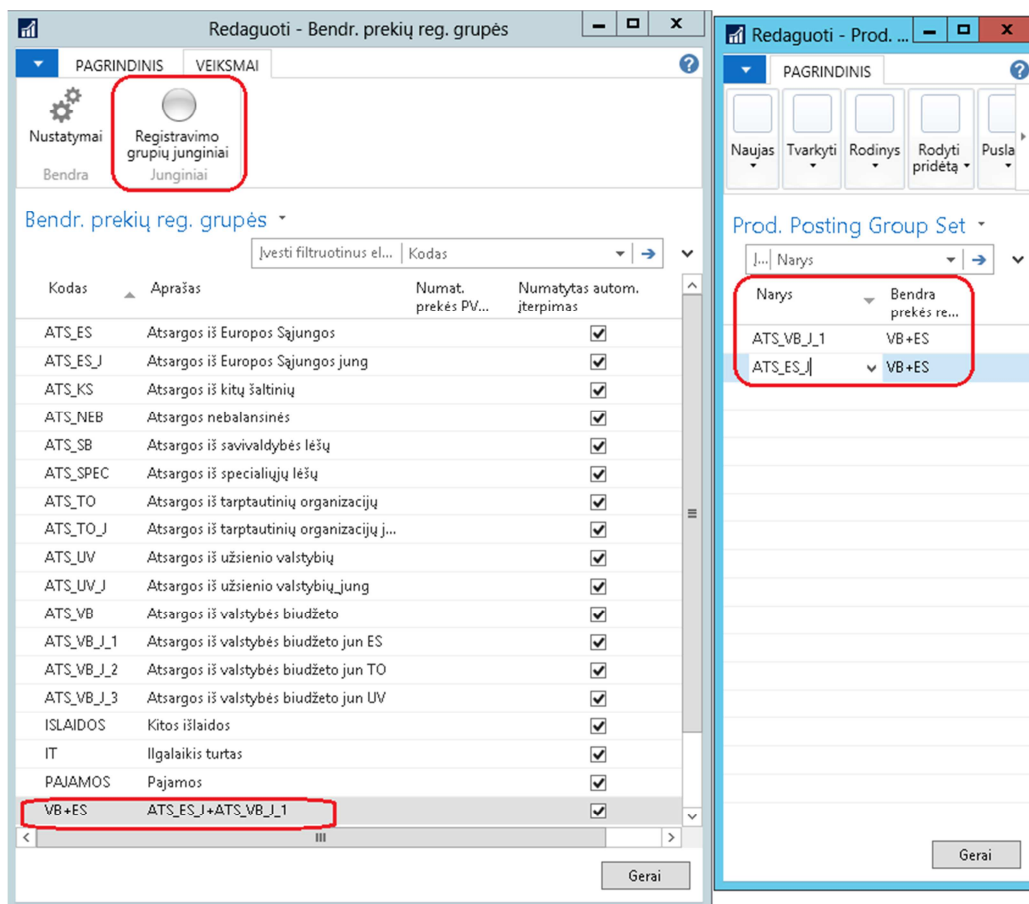 Redaguoti - Bendr. prekių reg. grupės
PAGRINDINIS VEIKSMAI
Nustatymai
Registravimo
grupių junginiai
Bendra Junginiai
Bendr. prekių reg. grupės
Įvesti filtruotinus el... Kodas
Kodas Aprašas Numat. Numatytas autom.
prekės PV... įterpimas
ATS_ES Atsargos iš Europos Sąjungos
ATS_ES_J Atsargos iš Europos Sąjungos jung
ATS_KS Atsargos iš kitų šaltinių
ATS_NEB Atsargos nebalansinės
ATS_SB Atsargos iš savivaldybės lėšų
ATS_SPEC Atsargos iš specialiųjų lėšų
ATS_TO Atsargos iš tarptautinių organizacijų
ATS_TO_J Atsargos iš tarptautinių organizacijų j...
ATS_UV Atsargos iš užsienio valstybių
ATS_UV_J Atsargos iš užsienio valstybių_jung
ATS_VB Atsargos iš valstybės biudžeto
ATS_VB_J_1 Atsargos iš valstybės biudžeto jun ES
ATS_VB_J_2 Atsargos iš valstybės biudžeto jun TO
ATS_VB_J_3 Atsargos iš valstybės biudžeto jun UV
ISLAIDOS Kitos išlaidos
IT Ilgalaikis turtas
PAJAMOS Pajamos
VB+ES ATS_ES_J+ATS_VB_J_1
Gerai
Redaguoti - Prod. ...
PAGRINDINIS
Naujas Tvarkyti Rodinys Rodyti Pusla
pridėtą
Prod. Posting Group Set
Į... Narys
Narys Bendra
prekės re...
ATS_VB_J_1 VB+ES
ATS_ES_J VB+ES
Gerai